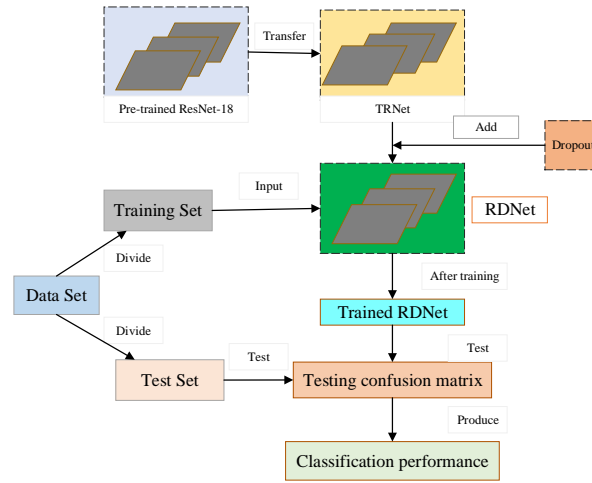 Transfer
Pre-trained ResNet-18
TRNet
Add
Dropout
Input
Training Set
RDNet
Divide
After training
Data Set
Trained RDNet
Divide
Test
Test
Test Set
Testing confusion matrix
Produce
Classification performance